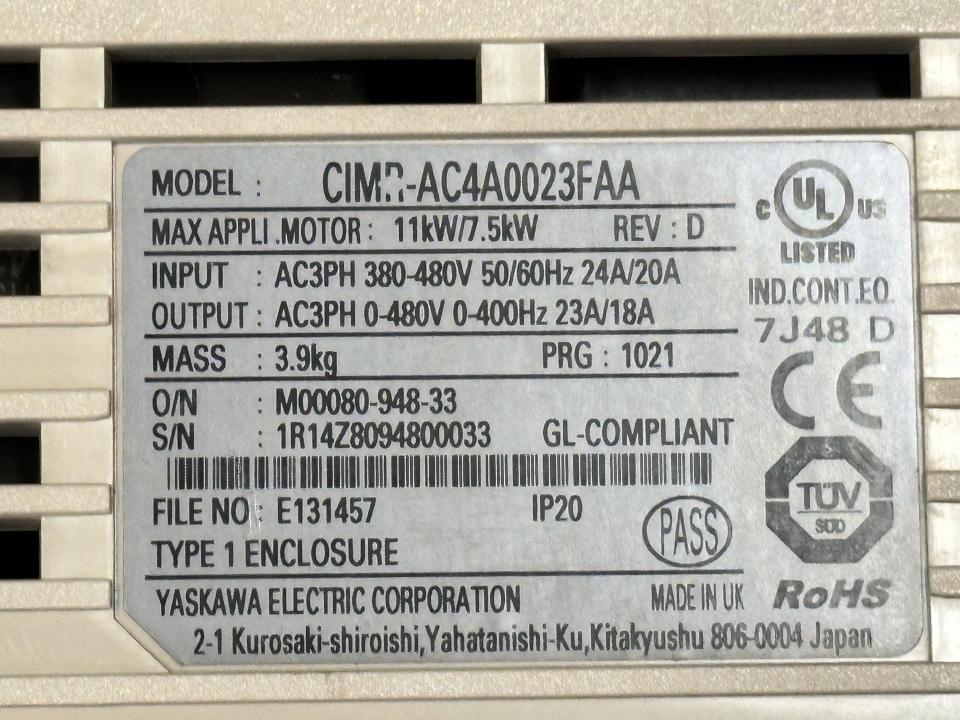 MODEL : CIMR-AC4A0023FAA
MAX APPLI.MOTOR : 11kW/7.5kW REV : D
INPUT : AC3PH 380-480V 50/60Hz 24A/20A
OUTPUT : AC3PH 0-480V 0-400Hz 23A/18A
MASS : 3.9kg PRG : 1021
O/N : M00080-948-33
S/N : 1R14Z8094800033 GL-COMPLIANT
FILE NO : E131457 IP20
TYPE 1 ENCLOSURE
PASS
YASKAWA ELECTRIC CORPORATION MADE IN UK
2-1 Kurosaki-shiroishi,Yahatanishi-Ku,Kitakyushu 806-0004 Japan
c UL US
LISTED
IND.CONT.EQ.
7J48 D
CE
TÜV
SÜD
RoHS